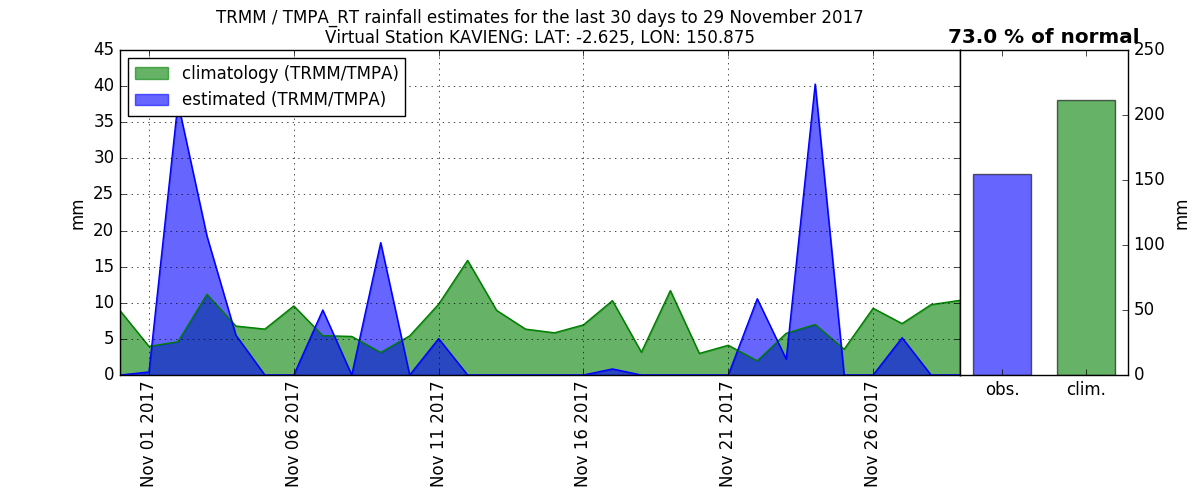 TRMM / TMPA_RT rainfall estimates for the last 30 days to 29 November 2017
Virtual Station KAVIENG: LAT: -2.625, LON: 150.875
73.0 % of normal
climatology (TRMM/TMPA)
estimated (TRMM/TMPA)
45
40
35
30
25
20
15
10
5
0
mm
Nov 01 2017
Nov 06 2017
Nov 11 2017
Nov 16 2017
Nov 21 2017
Nov 26 2017
250
200
150
100
50
0
mm
obs.
clim.